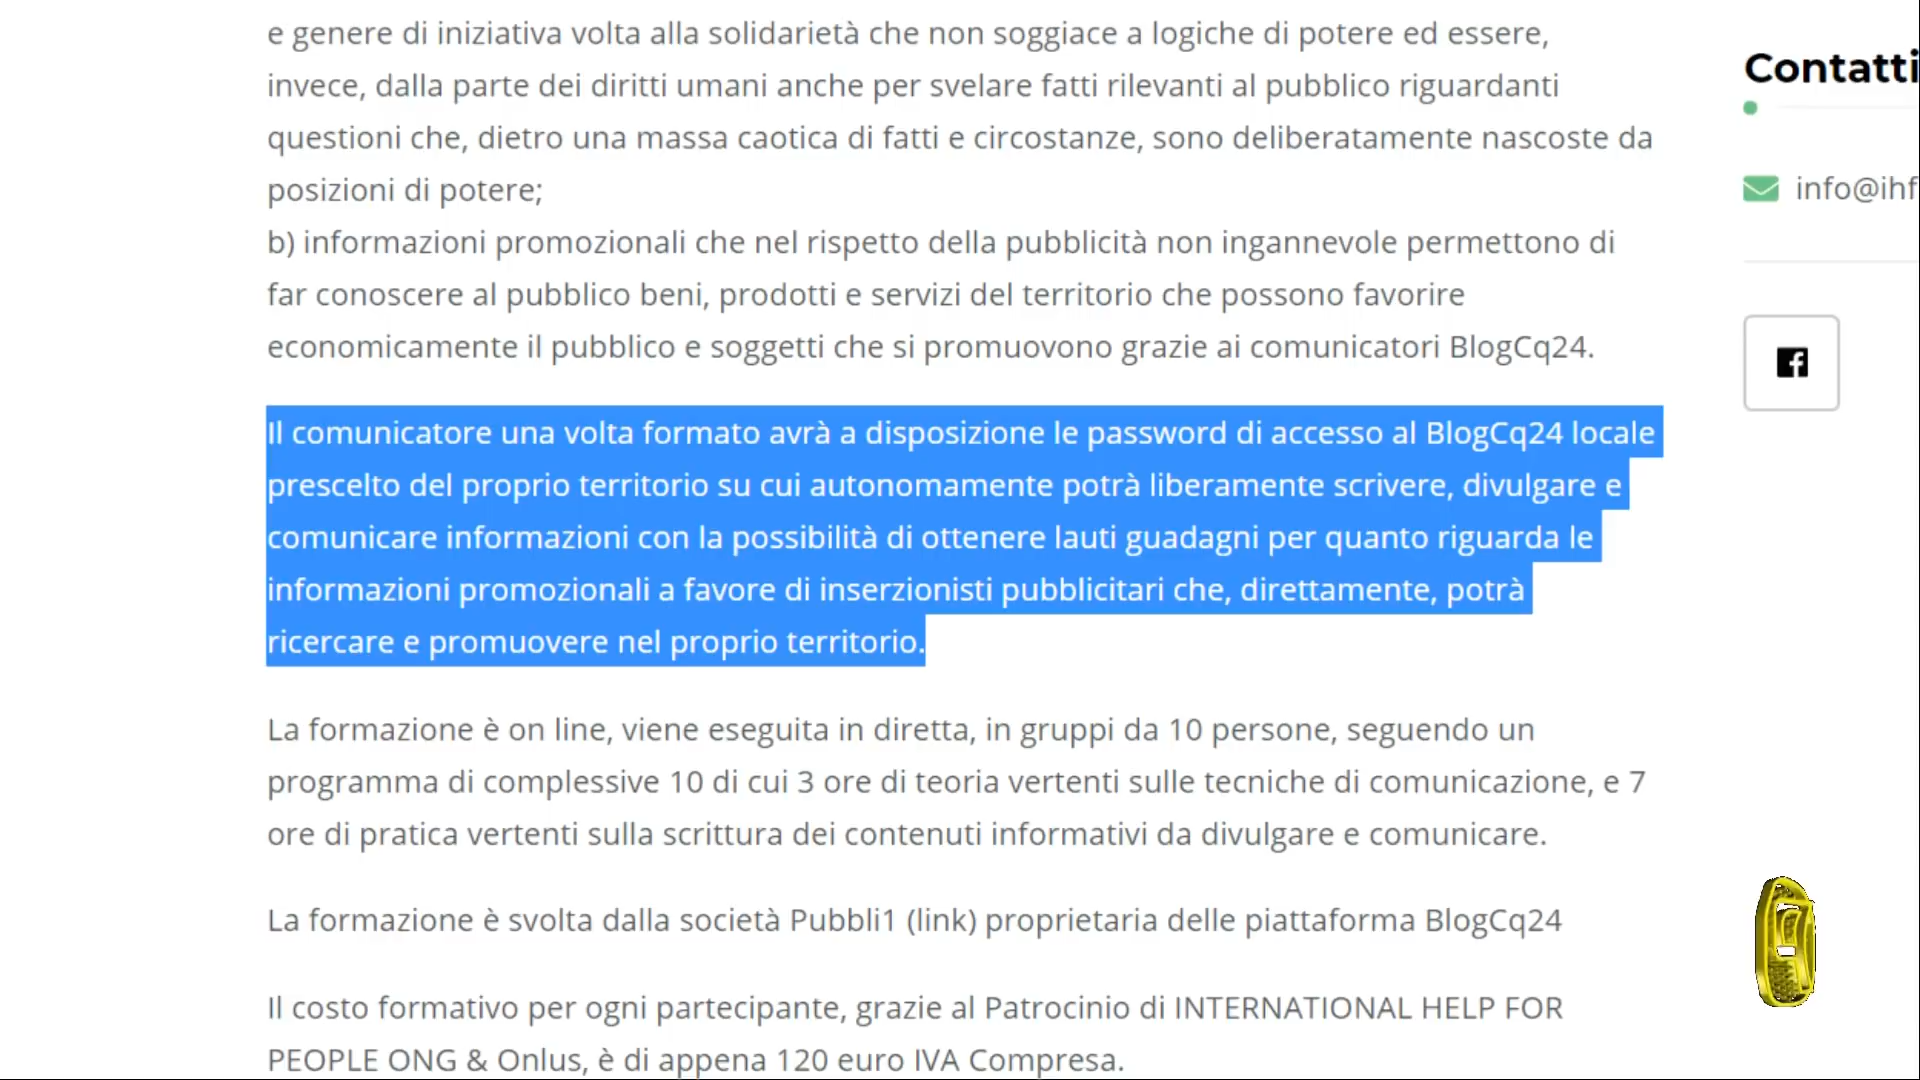 e genere di iniziativa volta alla solidarietà che non soggiace a logiche di potere ed essere,
invece, dalla parte dei diritti umani anche per svelare fatti rilevanti al pubblico riguardanti
questioni che, dietro una massa caotica di fatti e circostanze, sono deliberatamente nascoste da
posizioni di potere;
b) informazioni promozionali che nel rispetto della pubblicità non ingannevole permettono di
far conoscere al pubblico beni, prodotti e servizi del territorio che possono favorire
economicamente il pubblico e soggetti che si promuovono grazie ai comunicatori BlogCq24.
Il comunicatore una volta formato avrà a disposizione le password di accesso al BlogCq24 locale
prescelto del proprio territorio su cui autonomamente potrà liberamente scrivere, divulgare e
comunicare informazioni con la possibilità di ottenere lauti guadagni per quanto riguarda le
informazioni promozionali a favore di inserzionisti pubblicitari che, direttamente, potrà
ricercare e promuovere nel proprio territorio.
La formazione è on line, viene eseguita in diretta, in gruppi da 10 persone, seguendo un
programma di complessive 10 di cui 3 ore di teoria vertenti sulle tecniche di comunicazione, e 7
ore di pratica vertenti sulla scrittura dei contenuti informativi da divulgare e comunicare.
La formazione è svolta dalla società Pubbli1 (link) proprietaria delle piattaforma BlogCq24
Il costo formativo per ogni partecipante, grazie al Patrocinio di INTERNATIONAL HELP FOR
PEOPLE ONG & Onlus, è di appena 120 euro IVA Compresa.
Contatti
info@ihf